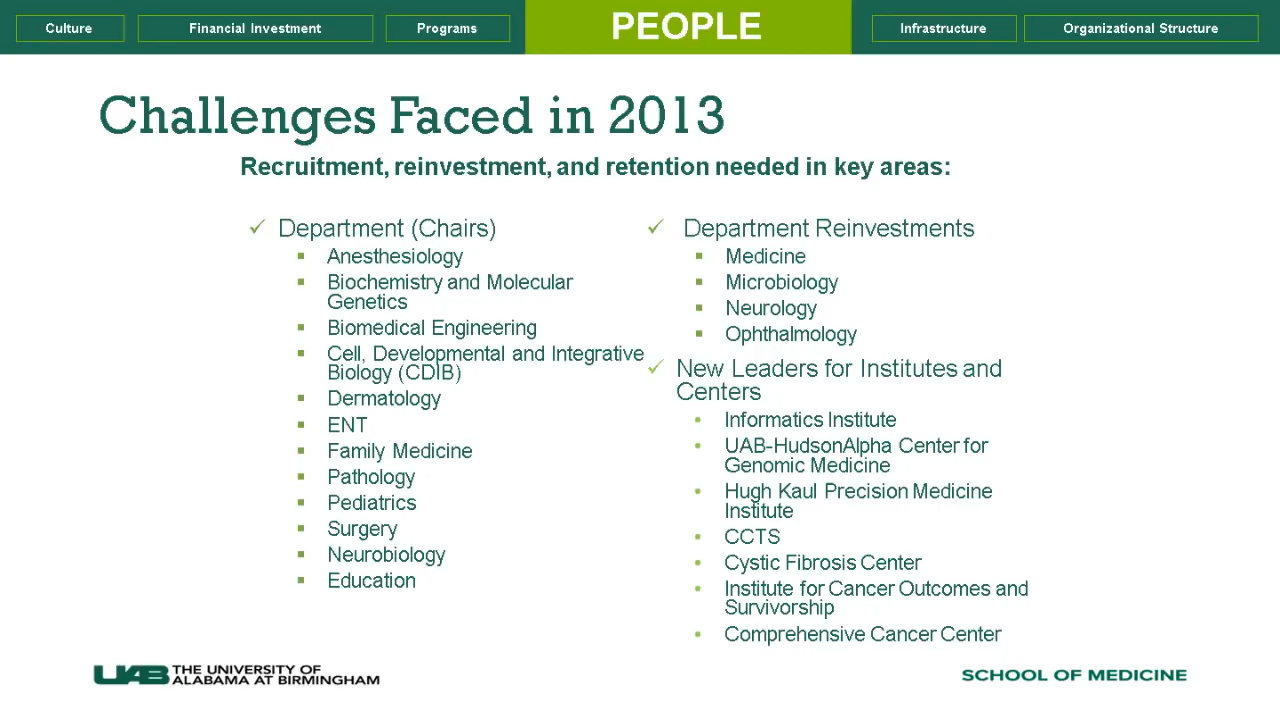 Culture
Financial Investment
Programs
PEOPLE
Infrastructure
Organizational Structure
Challenges Faced in 2013
Recruitment, reinvestment, and retention needed in key areas:
Department (Chairs)
Anesthesiology
Biochemistry and Molecular
Genetics
Biomedical Engineering
Cell, Developmental and Integrative
Biology (CDIB)
Dermatology
ENT
Family Medicine
Pathology
Pediatrics
Surgery
Neurobiology
Education
Department Reinvestments
Medicine
Microbiology
Neurology
Ophthalmology
New Leaders for Institutes and
Centers
Informatics Institute
UAB-HudsonAlpha Center for
Genomic Medicine
Hugh Kaul Precision Medicine
Institute
CCTS
Cystic Fibrosis Center
Institute for Cancer Outcomes and
Survivorship
Comprehensive Cancer Center
UAB THE UNIVERSITY OF
ALABAMA AT BIRMINGHAM
SCHOOL OF MEDICINE